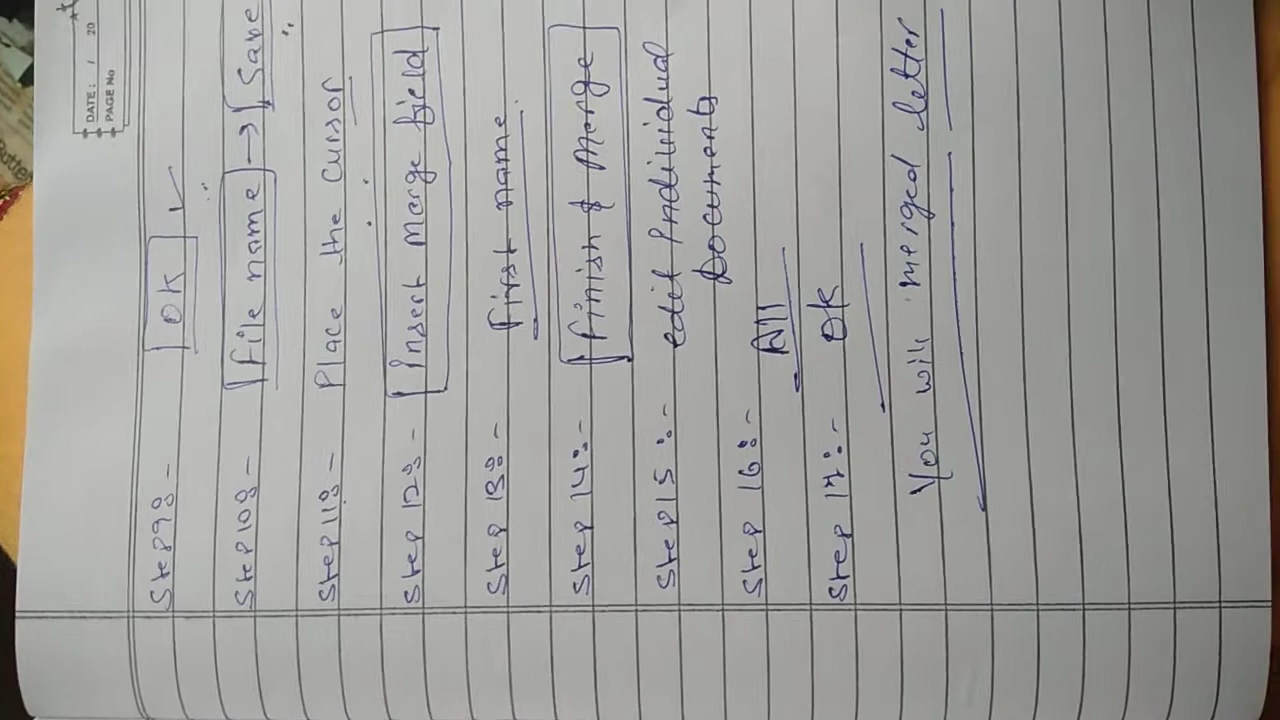 DATE: / 20
PAGE No
Step 9:- OK
Step 10:- File name → Save
Step 11:- Place the cursor
Step 12:- Insert Merge field
Step 13:- First name
Step 14:- Finish & Merge
Step 15:- edit Individual
Documents
Step 16:- All
Step 17:- Ok
You will merged letter